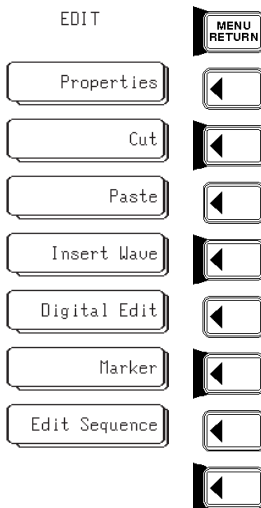 EDIT
MENU
RETURN
Properties
Cut
Paste
Insert Wave
Digital Edit
Marker
Edit Sequence